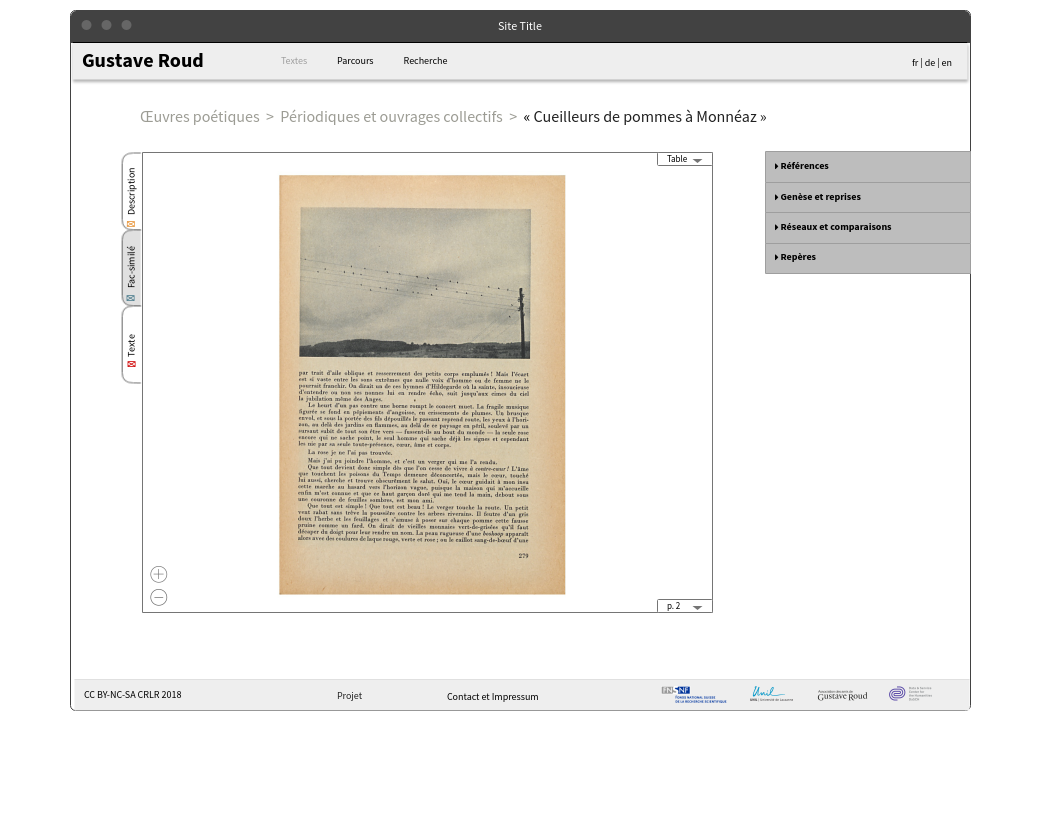 Site Title
Gustave Roud
Textes
Parcours
Recherche
fr | de | en
Œuvres poétiques > Périodiques et ouvrages collectifs > « Cueilleurs de pommes à Monnéaz »
Description
Fac-similé
Texte
Table
par trait d'aile oblique et resserrement des petits corps emplumés ! Mais l'écart
est si vaste entre les sons extrêmes que nulle voix d'homme ou de femme ne le
pourrait franchir. On dirait un de ces hymnes d'Hildegarde où la sainte, insoucieuse
d'entendre ou non ses nonnes lui en rendre écho, suit jusqu'aux cimes du ciel
la jubilation même des Anges.
Le heurt d'un pas contre une borne rompt le concert muet. La fragile musique
figurée se fond en pépiements d'angoisse, en crissements de plumes. Un brusque
envol, et sous la portée des fils dépouillés le passant reprend route, les yeux à l'hori-
zon, au delà des jardins en flammes, au delà de ce paysage en péril, soulevé par un
sursaut subit de tout son être vers — fussent-ils au bout du monde — la seule rose
encore qui ne sache point, le seul homme qui sache déjà les signes et cependant
les nie par sa seule toute-présence, cœur, âme et corps.
La rose je ne l'ai pas trouvée.
Mais j'ai pu joindre l'homme, et c'est un verger qui me l'a rendu.
Que tout devient donc simple dès que l'on cesse de vivre à contre-cœur ! L'âme
que touchent les poisons du Temps demeure déconcertée, mais le cœur, touché
lui aussi, cherche et trouve obscurément le salut. Oui, le cœur guidait à mon insu
cette marche au hasard vers l'horizon vague, puisque la maison qui m'accueille
enfin m'est connue et que ce haut garçon doré qui me tend la main, debout sous
une couronne de feuilles sombres, est mon ami.
Que tout est simple ! Que tout est beau ! Le verger touche la route. Un petit
vent rabat sans trêve la poussière contre les arbres riverains. Il feutre d'un gris
doux l'herbe et les feuillages et s'amuse à poser sur chaque pomme cette fausse
pruine comme un fard. On dirait de vieilles monnaies vert-de-grisées qu'il faut
décaper du doigt pour leur rendre un nom. La peau rugueuse d'une boskoop apparaît
alors avec des coulures de laque rouge, verte et rose ; ou le caillot sang-de-bœuf d'une
279
p. 2
Références
Genèse et reprises
Réseaux et comparaisons
Repères
CC BY-NC-SA CRLR 2018
Projet
Contact et Impressum
FNSNF
FONDS NATIONAL SUISSE
DE LA RECHERCHE SCIENTIFIQUE
Unil
Gustave Roud